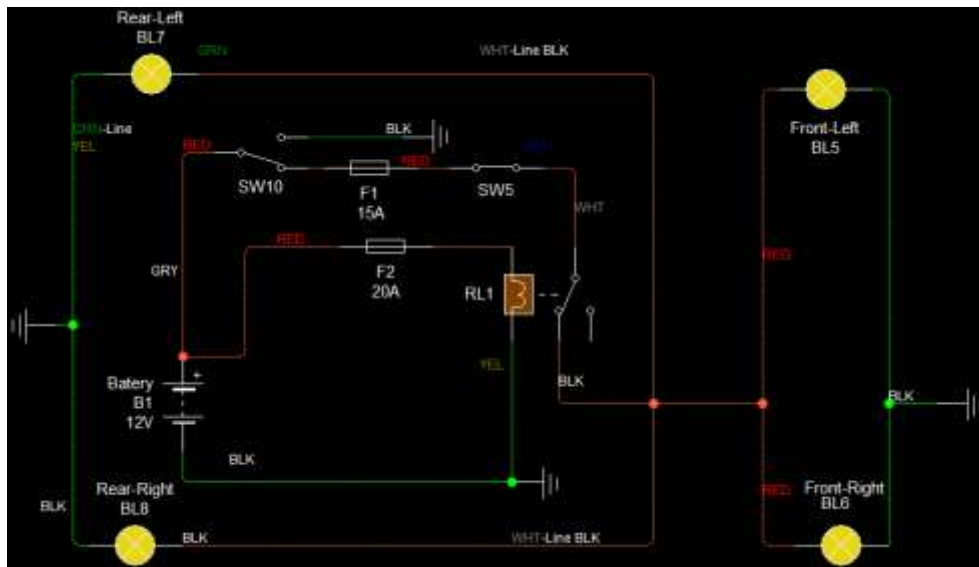 Rear-Left
BL7
GRN
WHT-Line BLK
GRN-Line
YEL
RED
BLK
RED
SW10
F1
15A
SW5
WHT
Front-Left
BL5
RED
F2
20A
GRY
RL1
RED
YEL
BLK
Batery
B1
12V
+
BLK
BLK
BLK
Rear-Right
BL8
BLK
WHT-Line BLK
RED
Front-Right
BL6